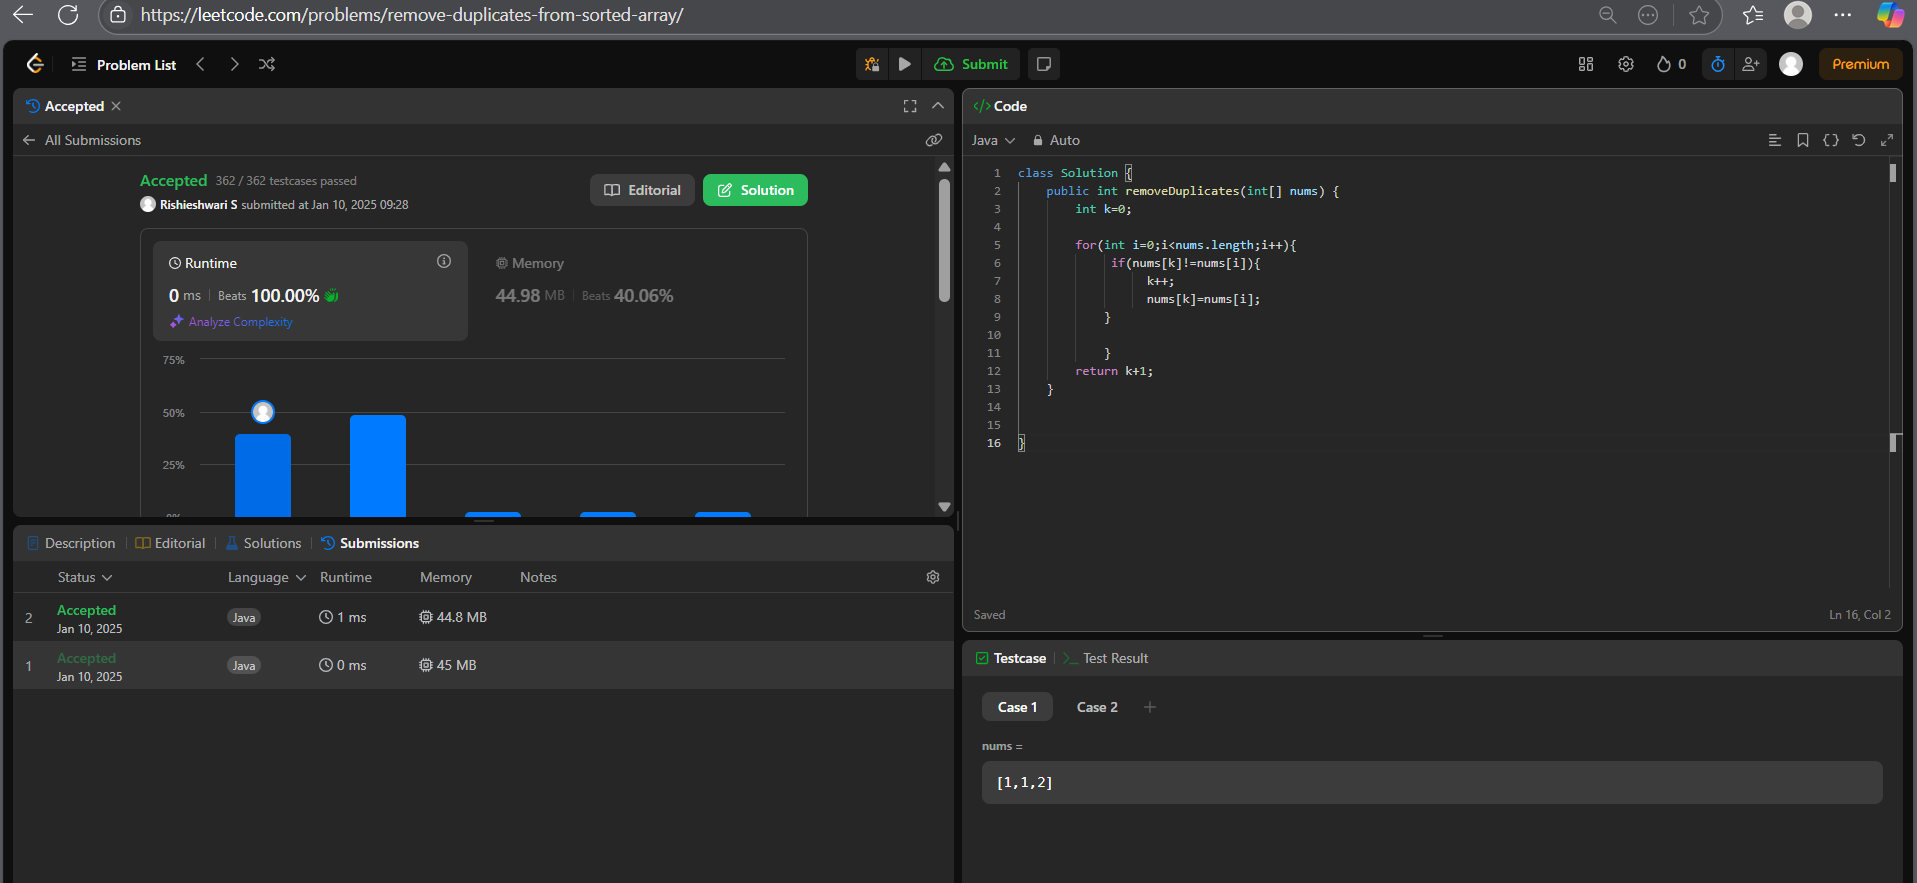 https://leetcode.com/problems/remove-duplicates-from-sorted-array/
Problem List
Submit
0
Premium
Accepted
All Submissions
Accepted 362 / 362 testcases passed
Rishieshwari S submitted at Jan 10, 2025 09:28
Editorial
Solution
Runtime
0 ms Beats 100.00%
Analyze Complexity
Memory
44.98 MB Beats 40.06%
75%
50%
25%
0%
Description
Editorial
Solutions
Submissions
Status Language Runtime Memory Notes
2 Accepted Java 1 ms 44.8 MB
Jan 10, 2025
1 Accepted Java 0 ms 45 MB
Jan 10, 2025
</> Code
Java Auto
1 class Solution {
2     public int removeDuplicates(int[] nums) {
3         int k=0;
4
5         for(int i=0;i<nums.length;i++){
6              if(nums[k]!=nums[i]){
7                   k++;
8                   nums[k]=nums[i];
9             }
10
11             }
12         return k+1;
13     }
14
15
16 }
Saved
Ln 16, Col 2
Testcase
>_ Test Result
Case 1
Case 2
+
nums =
[1,1,2]